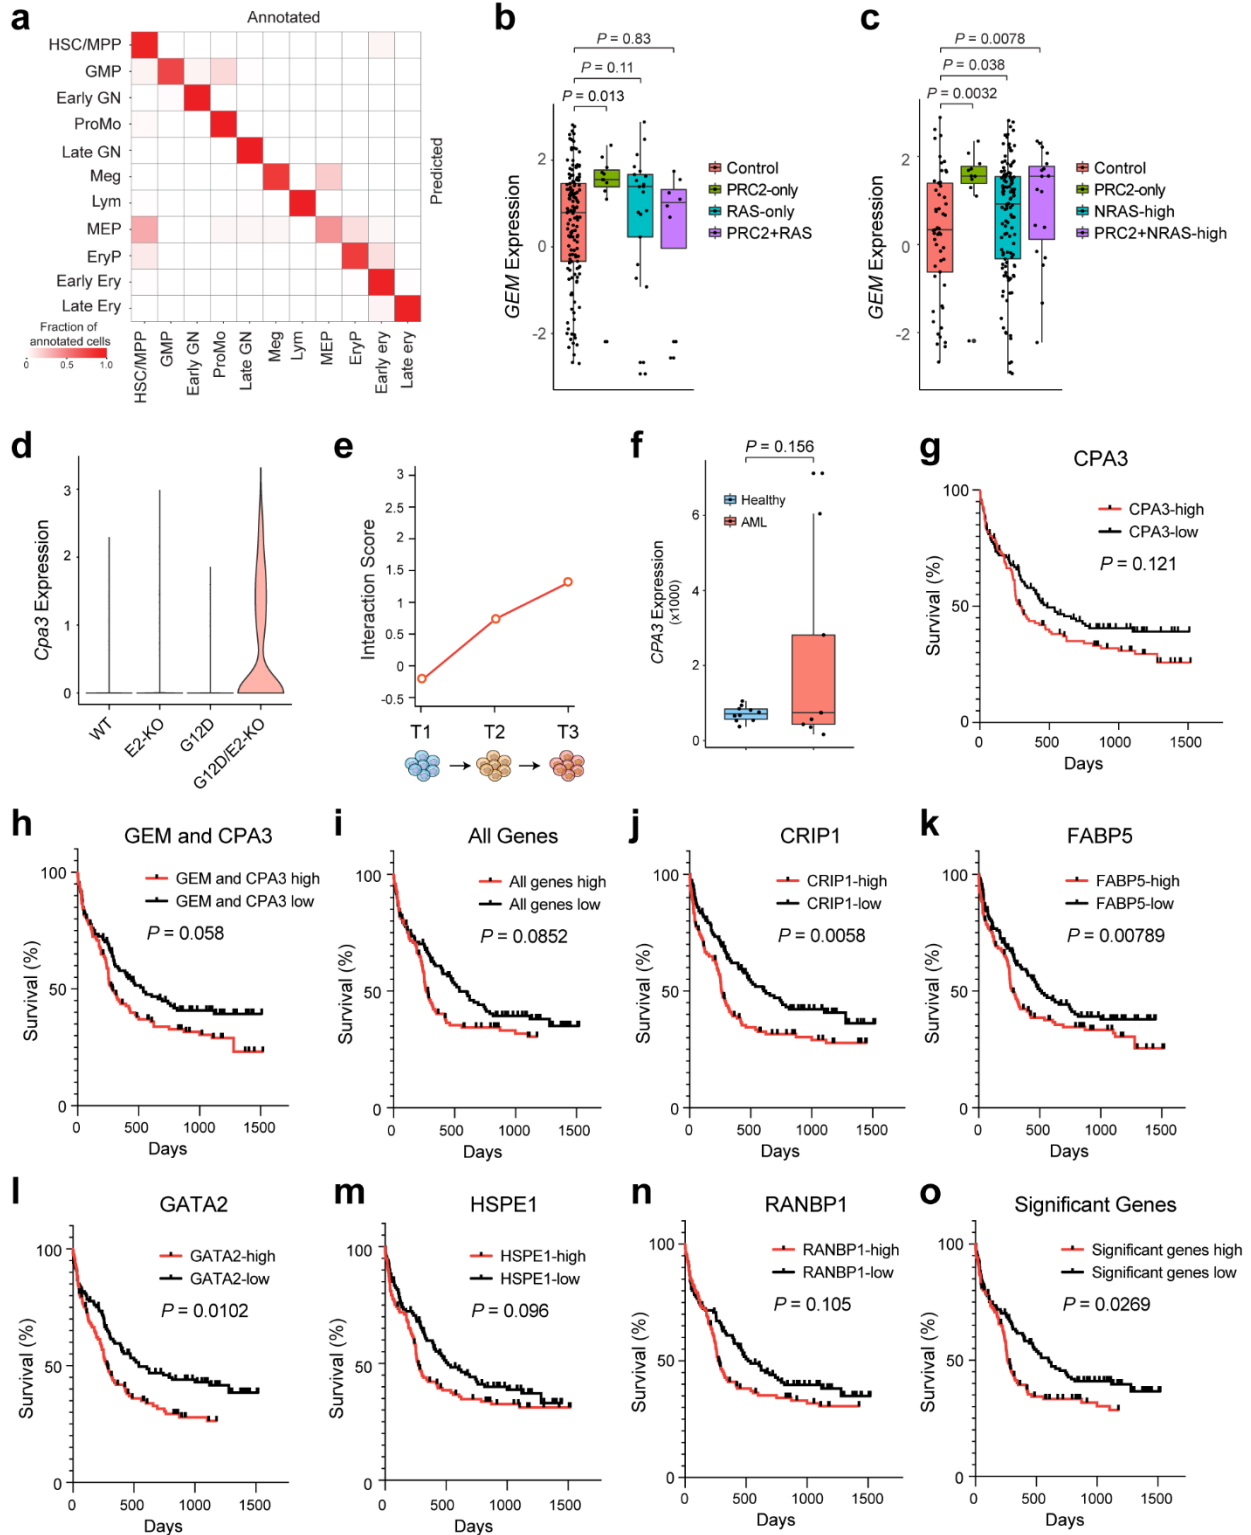 a
Annotated
HSC/MPP
GMP
Early GN
ProMo
Late GN
Meg
Lym
MEP
EryP
Early Ery
Late Ery
Predicted
Fraction of
annotated cells
0 0.5 1.0
HSC/MPP
GMP
Early GN
ProMo
Late GN
Meg
Lym
MEP
EryP
Early ery
Late ery
b
P = 0.83
P = 0.11
P = 0.013
GEM Expression
2
0
-2
Control
PRC2-only
RAS-only
PRC2+RAS
c
P = 0.0078
P = 0.038
P = 0.0032
GEM Expression
2
0
-2
Control
PRC2-only
NRAS-high
PRC2+NRAS-high
d
Cpa3 Expression
3
2
1
0
WT
E2-KO
G12D
G12D/E2-KO
e
Interaction Score
3
2
1
0.5
0
-0.5
T1 T2 T3
f
P = 0.156
Healthy
AML
CPA3 Expression
(x1000)
6
4
2
0
g
CPA3
CPA3-high
CPA3-low
P = 0.121
Survival (%)
100
50
0
0 500 1000 1500
Days
h
GEM and CPA3
GEM and CPA3 high
GEM and CPA3 low
P = 0.058
Survival (%)
100
50
0
0 500 1000 1500
Days
i
All Genes
All genes high
All genes low
P = 0.0852
Survival (%)
100
50
0
0 500 1000 1500
Days
j
CRIP1
CRIP1-high
CRIP1-low
P = 0.0058
Survival (%)
100
50
0
0 500 1000 1500
Days
k
FABP5
FABP5-high
FABP5-low
P = 0.00789
Survival (%)
100
50
0
0 500 1000 1500
Days
l
GATA2
GATA2-high
GATA2-low
P = 0.0102
Survival (%)
100
50
0
0 500 1000 1500
Days
m
HSPE1
HSPE1-high
HSPE1-low
P = 0.096
Survival (%)
100
50
0
0 500 1000 1500
Days
n
RANBP1
RANBP1-high
RANBP1-low
P = 0.105
Survival (%)
100
50
0
0 500 1000 1500
Days
o
Significant Genes
Significant genes high
Significant genes low
P = 0.0269
Survival (%)
100
50
0
0 500 1000 1500
Days